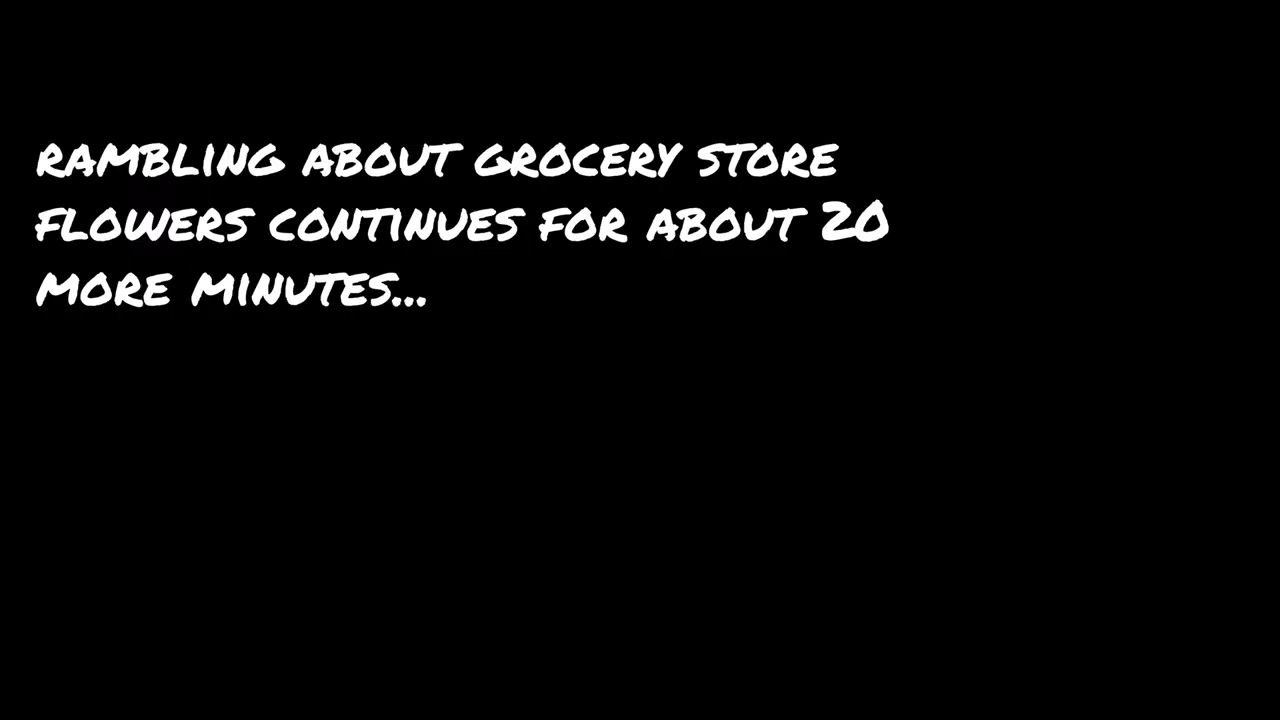 RAMBLING ABOUT GROCERY STORE
FLOWERS CONTINUES FOR ABOUT 20
MORE MINUTES...